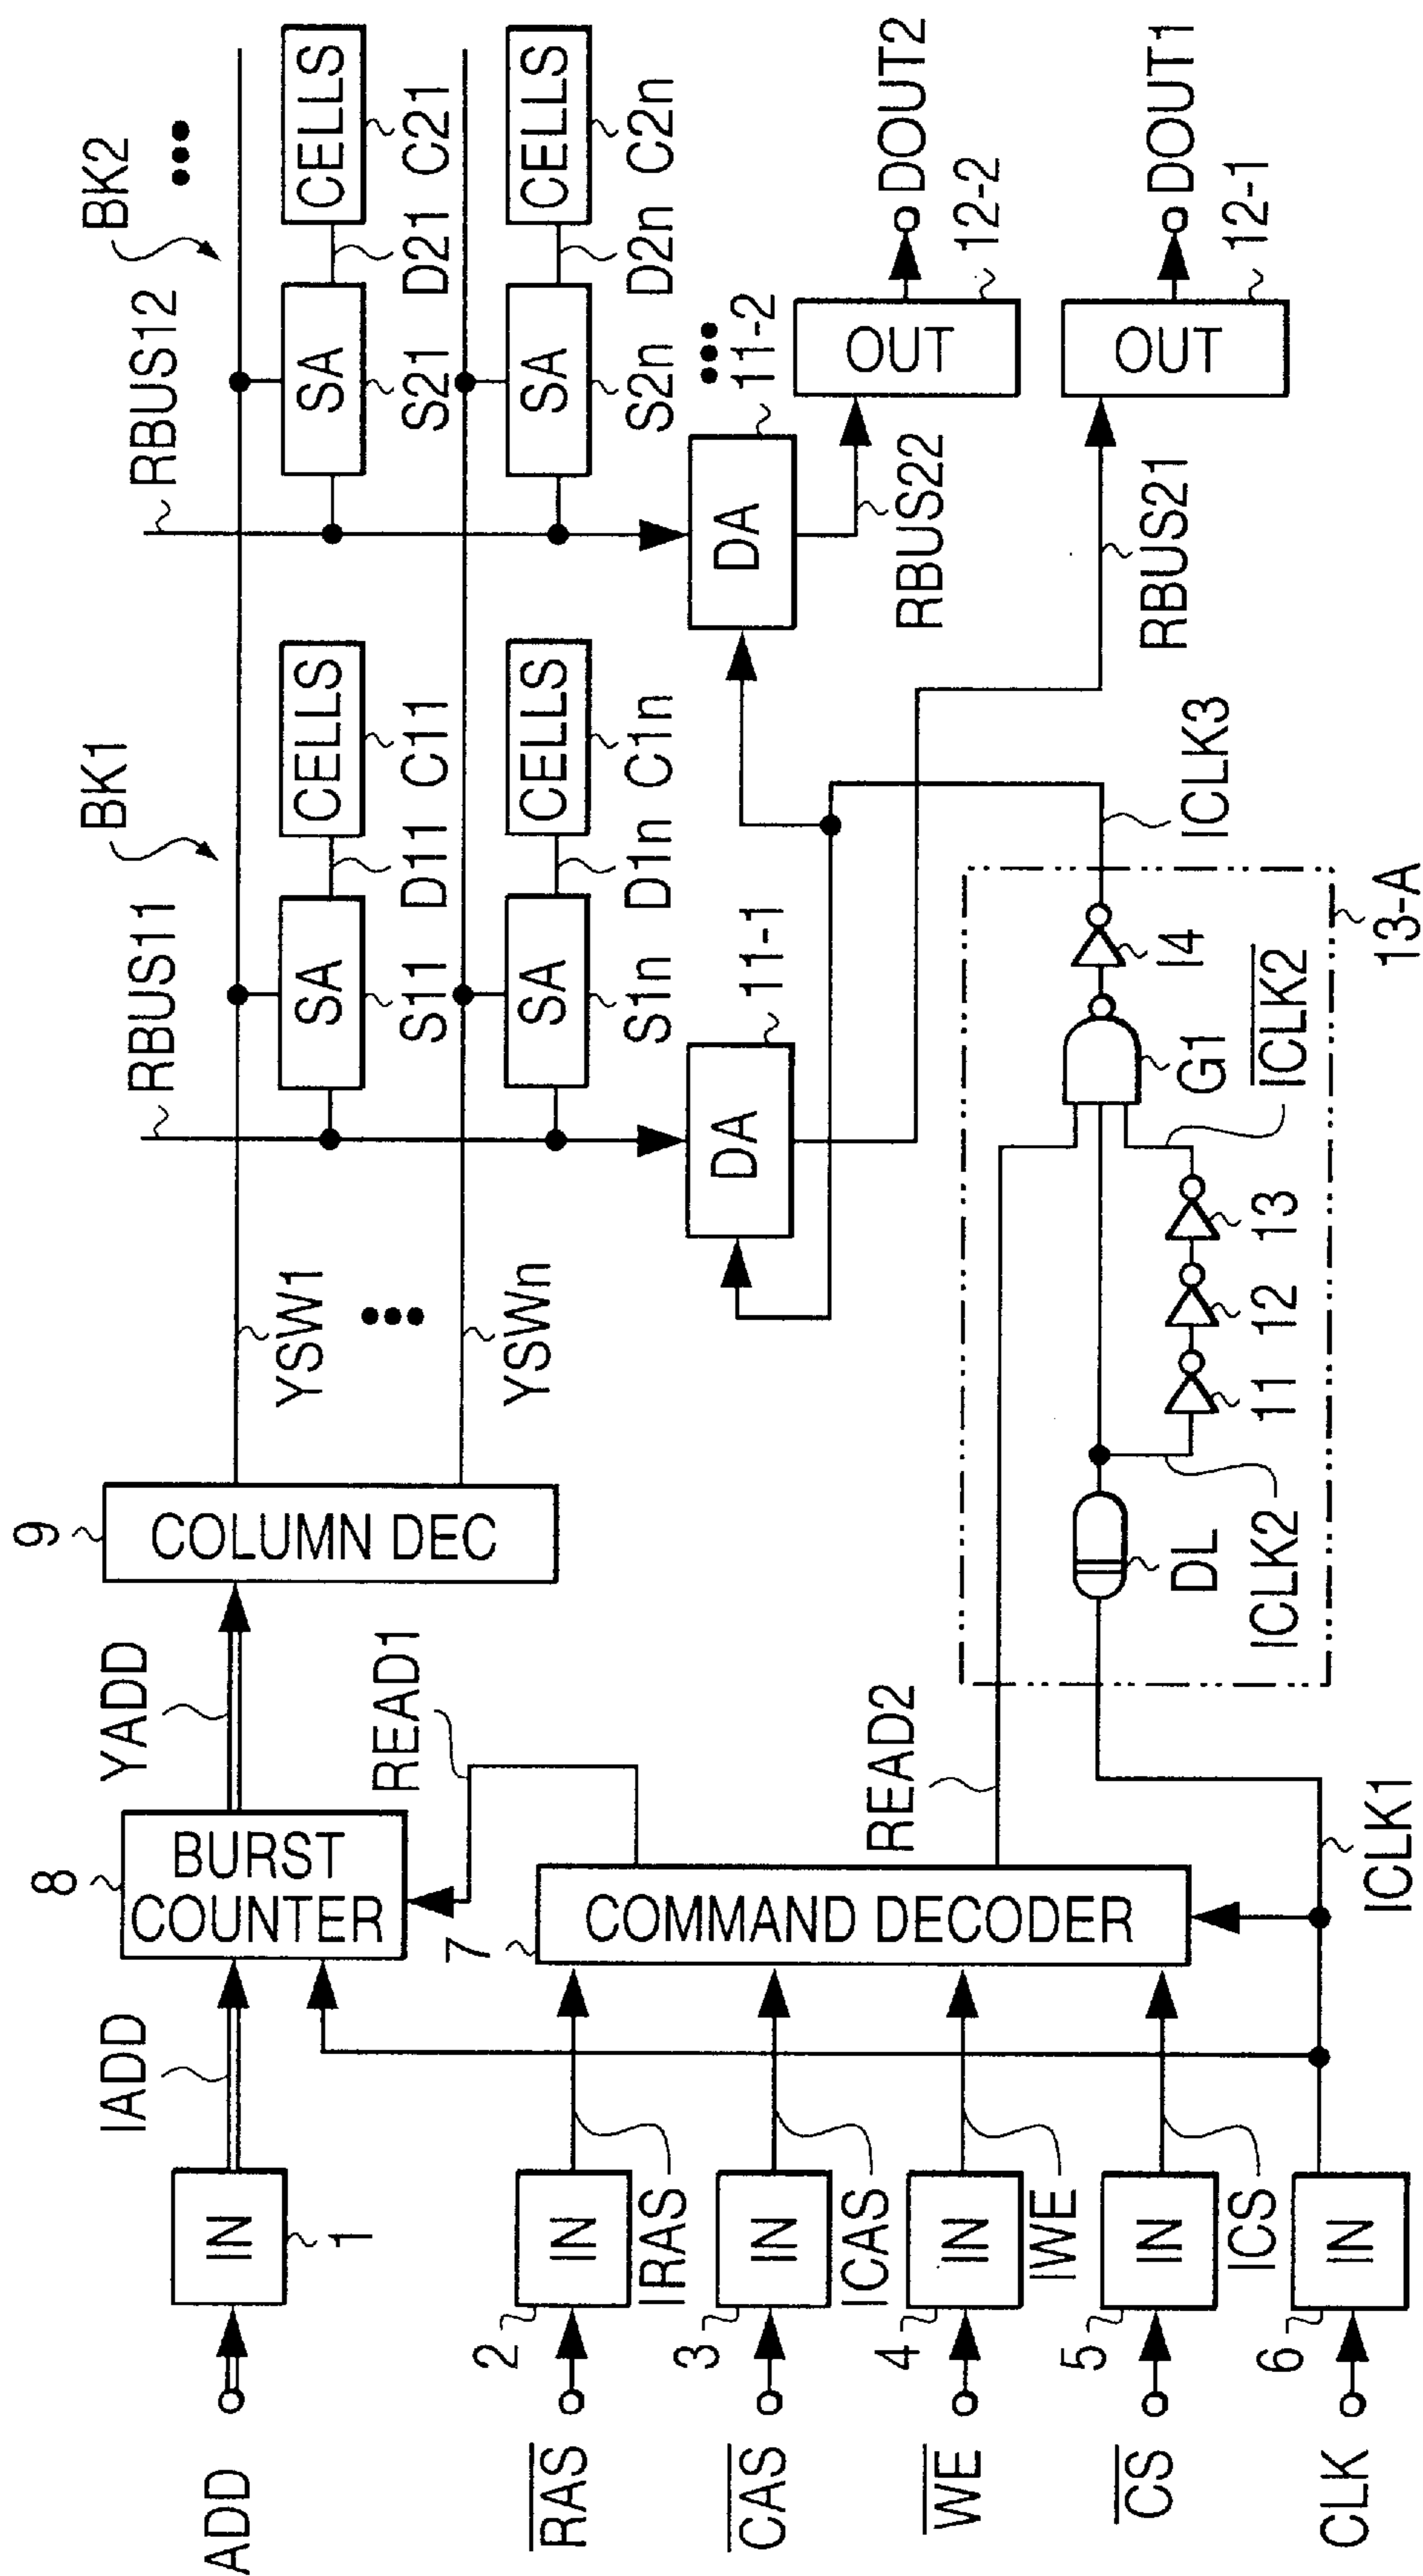 ADD
IN
1
IADD
8
BURST
COUNTER
YADD
9
COLUMN DEC
YSW1
•••
YSWn
READ1
RBUS11
BK1
SA
S11
D11
CELLS
C11
SA
S1n
D1n
CELLS
C1n
RBUS12
BK2
•••
SA
S21
D21
CELLS
C21
SA
S2n
D2n
CELLS
C2n
RAS
2
IN
IRAS
CAS
3
IN
ICAS
WE
4
IN
IWE
CS
5
IN
ICS
CLK
6
IN
7
COMMAND DECODER
ICLK1
READ2
DL
ICLK2
11
12
13
ICLK2
G1
I4
13-A
ICLK3
DA
11-1
DA
11-2
•••
RBUS22
RBUS21
OUT
12-2
DOUT2
OUT
12-1
DOUT1